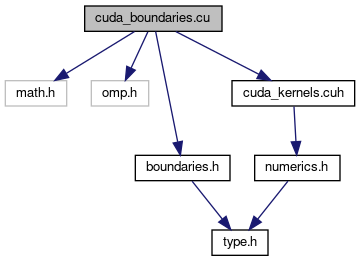 cuda_boundaries.cu
math.h
omp.h
cuda_kernels.cuh
boundaries.h
numerics.h
type.h